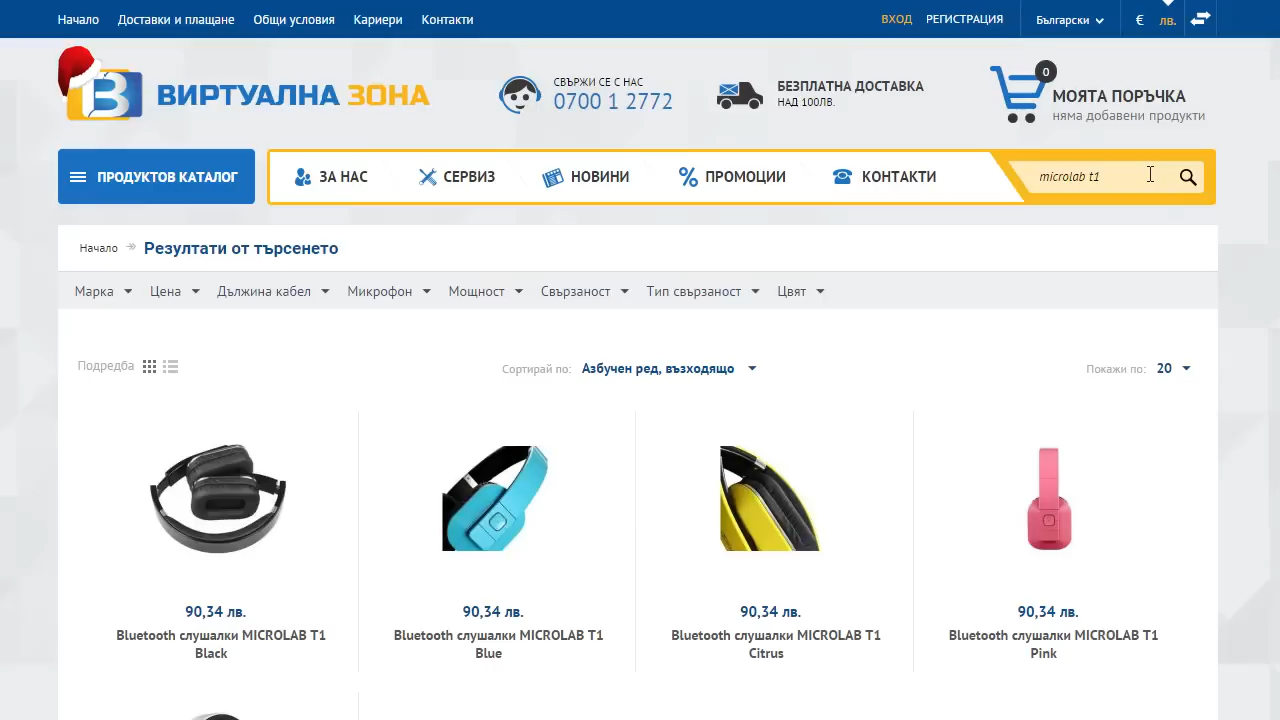 Начало Доставки и плащане Общи условия Кариери Контакти ВХОД РЕГИСТРАЦИЯ Български € лв.
ВИРТУАЛНА ЗОНА
СВЪРЖИ СЕ С НАС
0700 1 2772
БЕЗПЛАТНА ДОСТАВКА
НАД 100ЛВ.
0
МОЯТА ПОРЪЧКА
няма добавени продукти
ПРОДУКТОВ КАТАЛОГ ЗА НАС СЕРВИЗ НОВИНИ ПРОМОЦИИ КОНТАКТИ microlab t1
Начало Резултати от търсенето
Марка Цена Дължина кабел Микрофон Мощност Свързаност Тип свързаност Цвят
Подредба Сортирай по: Азбучен ред, възходящо Покажи по: 20
90,34 лв. 90,34 лв. 90,34 лв. 90,34 лв.
Bluetooth слушалки MICROLAB T1 Black
Bluetooth слушалки MICROLAB T1 Blue
Bluetooth слушалки MICROLAB T1 Citrus
Bluetooth слушалки MICROLAB T1 Pink